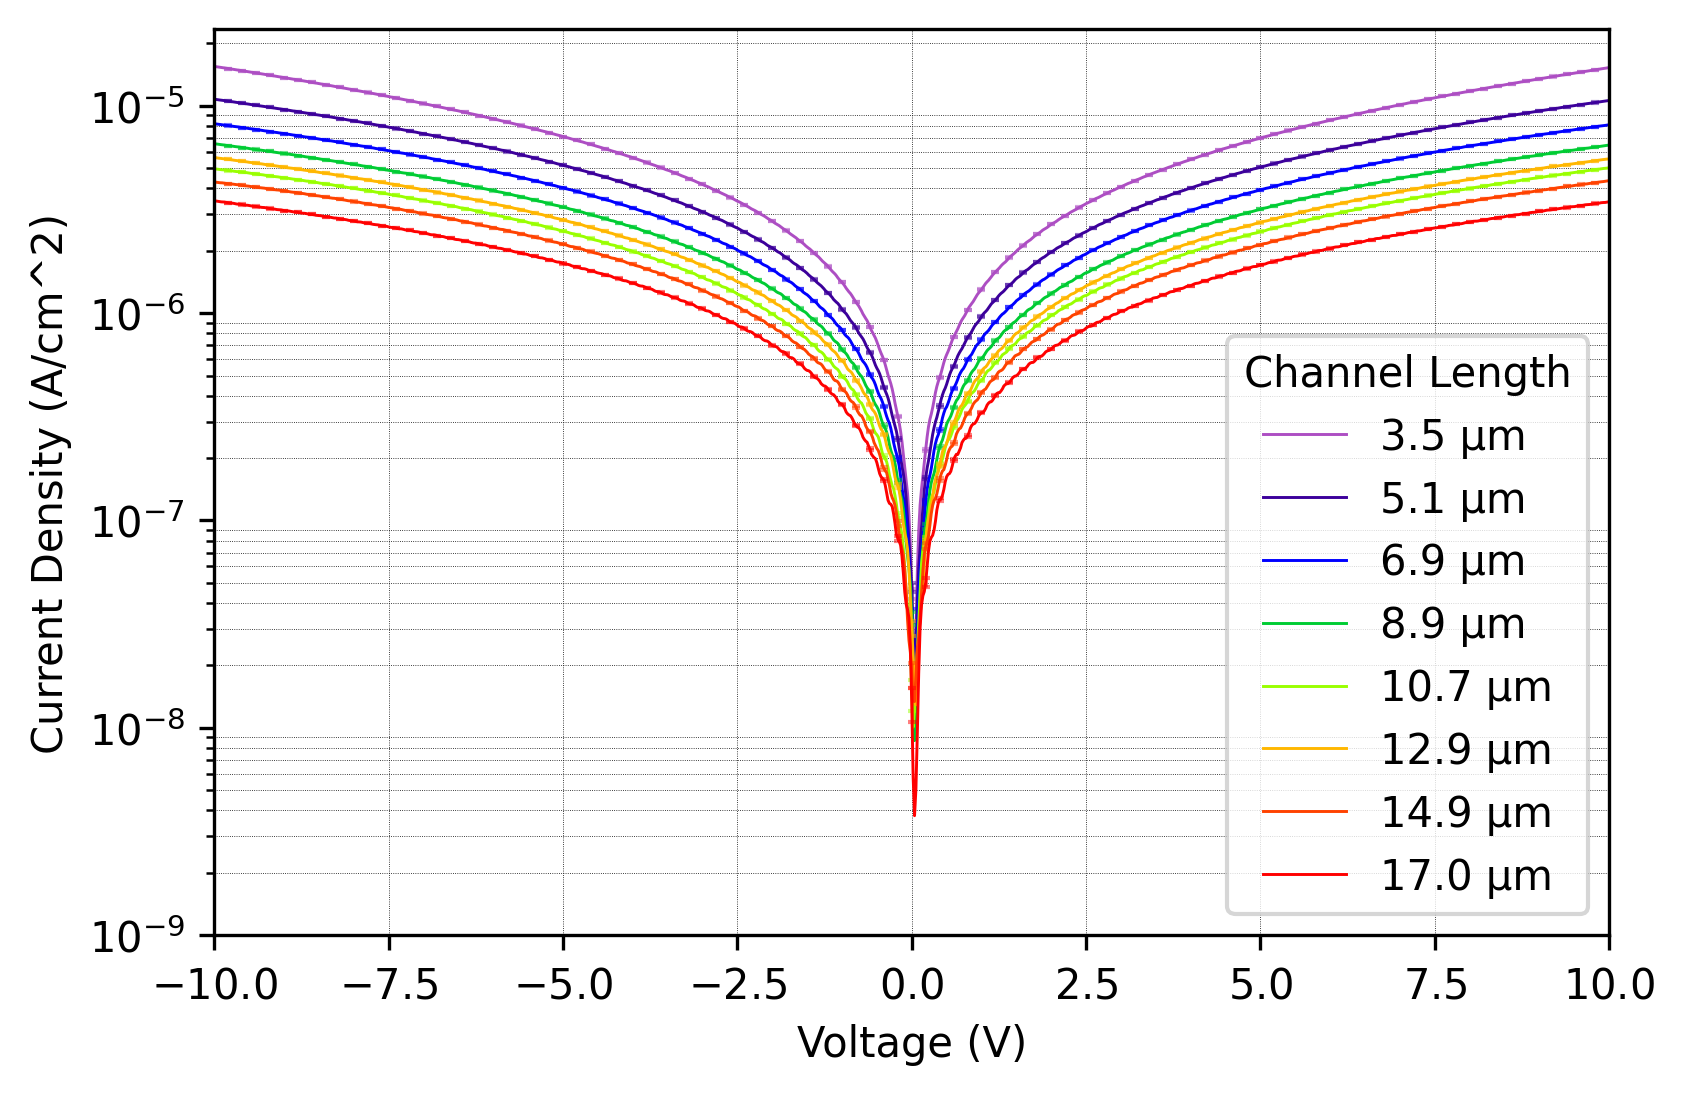 Current Density (A/cm^2)
10⁻⁵
10⁻⁶
10⁻⁷
10⁻⁸
10⁻⁹
Channel Length
3.5 µm
5.1 µm
6.9 µm
8.9 µm
10.7 µm
12.9 µm
14.9 µm
17.0 µm
−10.0 −7.5 −5.0 −2.5 0.0 2.5 5.0 7.5 10.0
Voltage (V)